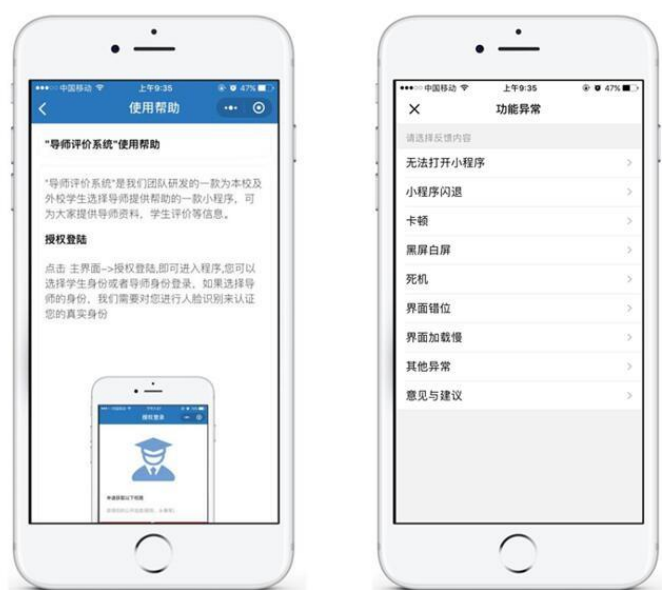 中国移动 上午9:35 47%
使用帮助
"导师评价系统"使用帮助
"导师评价系统"是我们团队研发的一款为本校及
外校学生选择导师提供帮助的一款小程序，可
为大家提供导师资料，学生评价等信息。
授权登陆
点击 主界面->授权登陆,即可进入程序,您可以
选择学生身份或者导师身份登录，如果选择导
师的身份，我们需要对您进行人脸识别来认证
您的真实身份
授权登录
中国移动 上午9:35 47%
功能异常
请选择反馈内容
无法打开小程序
小程序闪退
卡顿
黑屏白屏
死机
界面错位
界面加载慢
其他异常
意见与建议